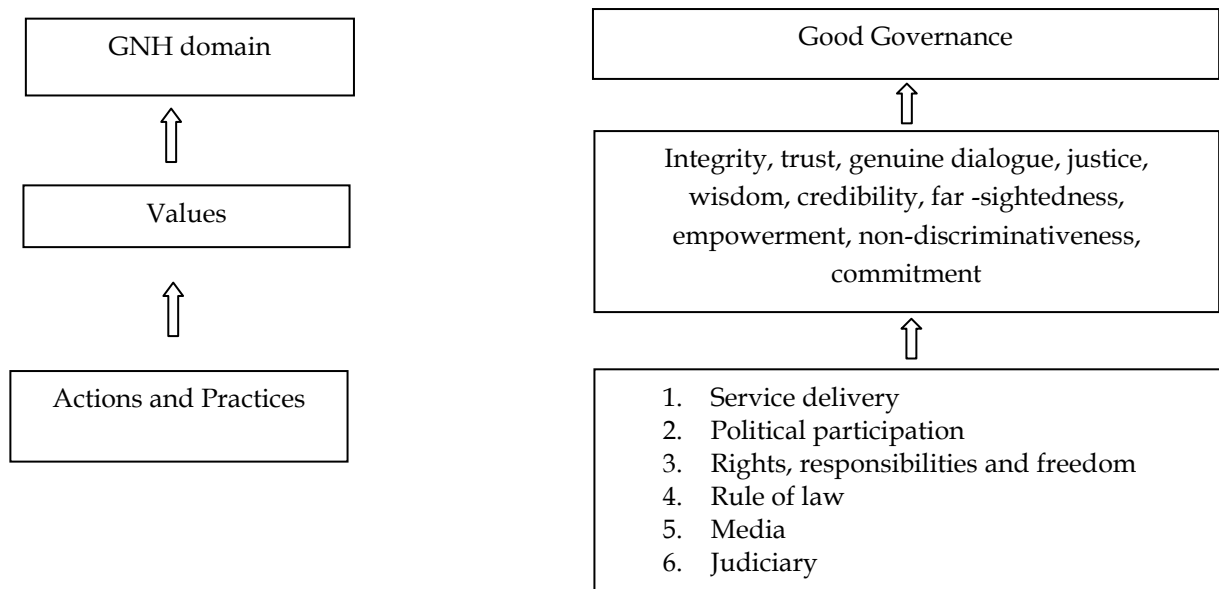 GNH domain
Good Governance
Values
Integrity, trust, genuine dialogue, justice,
wisdom, credibility, far -sightedness,
empowerment, non-discriminativeness,
commitment
Actions and Practices
1. Service delivery
2. Political participation
3. Rights, responsibilities and freedom
4. Rule of law
5. Media
6. Judiciary